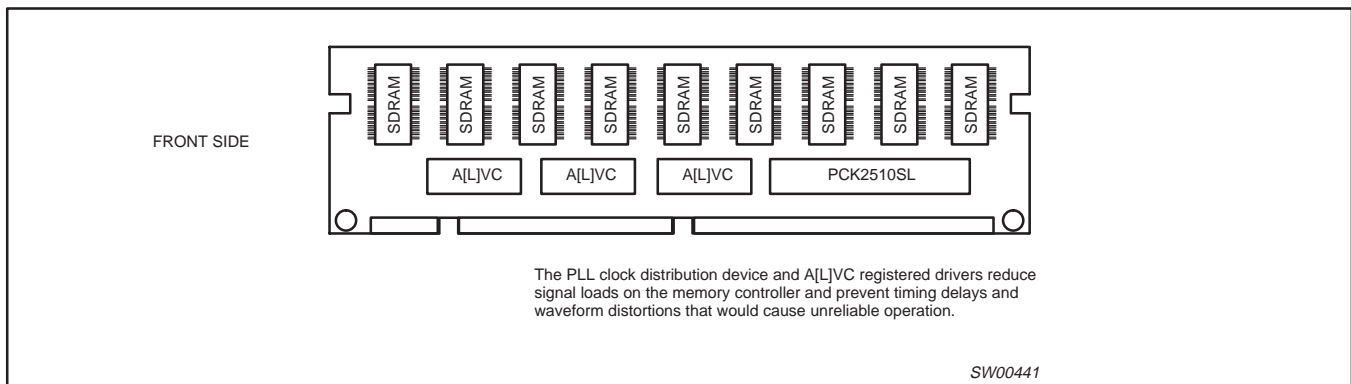 SDRAM SDRAM SDRAM SDRAM SDRAM SDRAM SDRAM SDRAM SDRAM
FRONT SIDE
A[L]VC A[L]VC A[L]VC PCK2510SL
The PLL clock distribution device and A[L]VC registered drivers reduce
signal loads on the memory controller and prevent timing delays and
waveform distortions that would cause unreliable operation.
SW00441